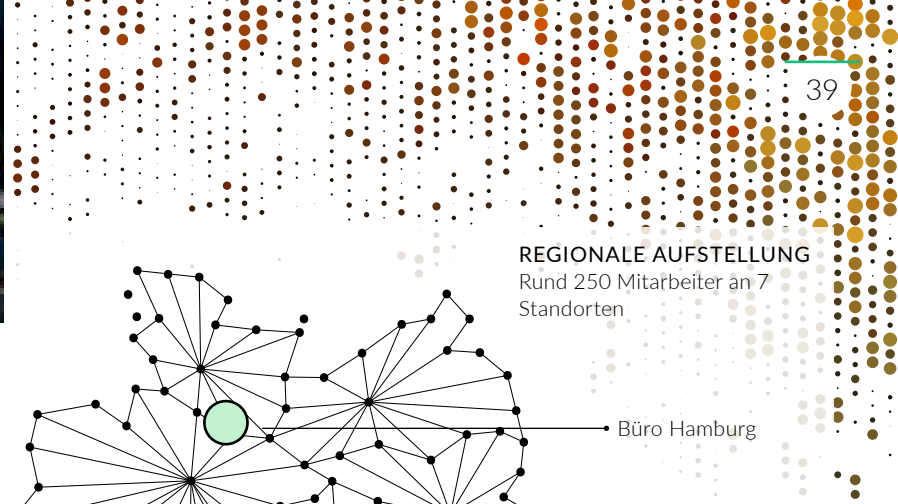 39
REGIONALE AUFSTELLUNG
Rund 250 Mitarbeiter an 7
Standorten
Büro Hamburg